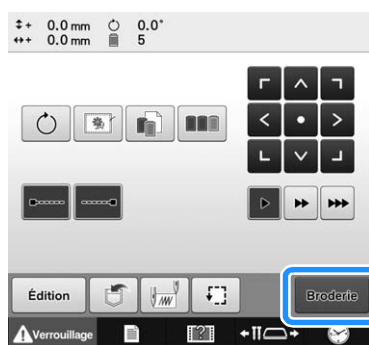 + 0.0 mm 0.0°
+ 0.0 mm 5
Édition
Broderie
Verrouillage